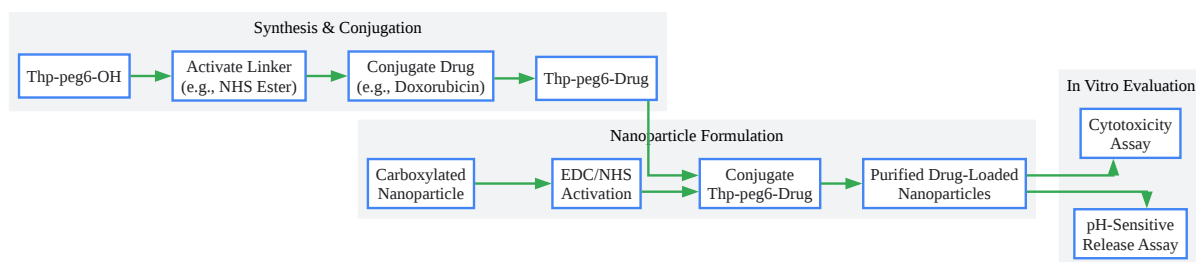 Synthesis & Conjugation
Thp-peg6-OH
Activate Linker
(e.g., NHS Ester)
Conjugate Drug
(e.g., Doxorubicin)
Thp-peg6-Drug
Nanoparticle Formulation
Carboxylated
Nanoparticle
EDC/NHS
Activation
Conjugate
Thp-peg6-Drug
Purified Drug-Loaded
Nanoparticles
In Vitro Evaluation
Cytotoxicity
Assay
pH-Sensitive
Release Assay